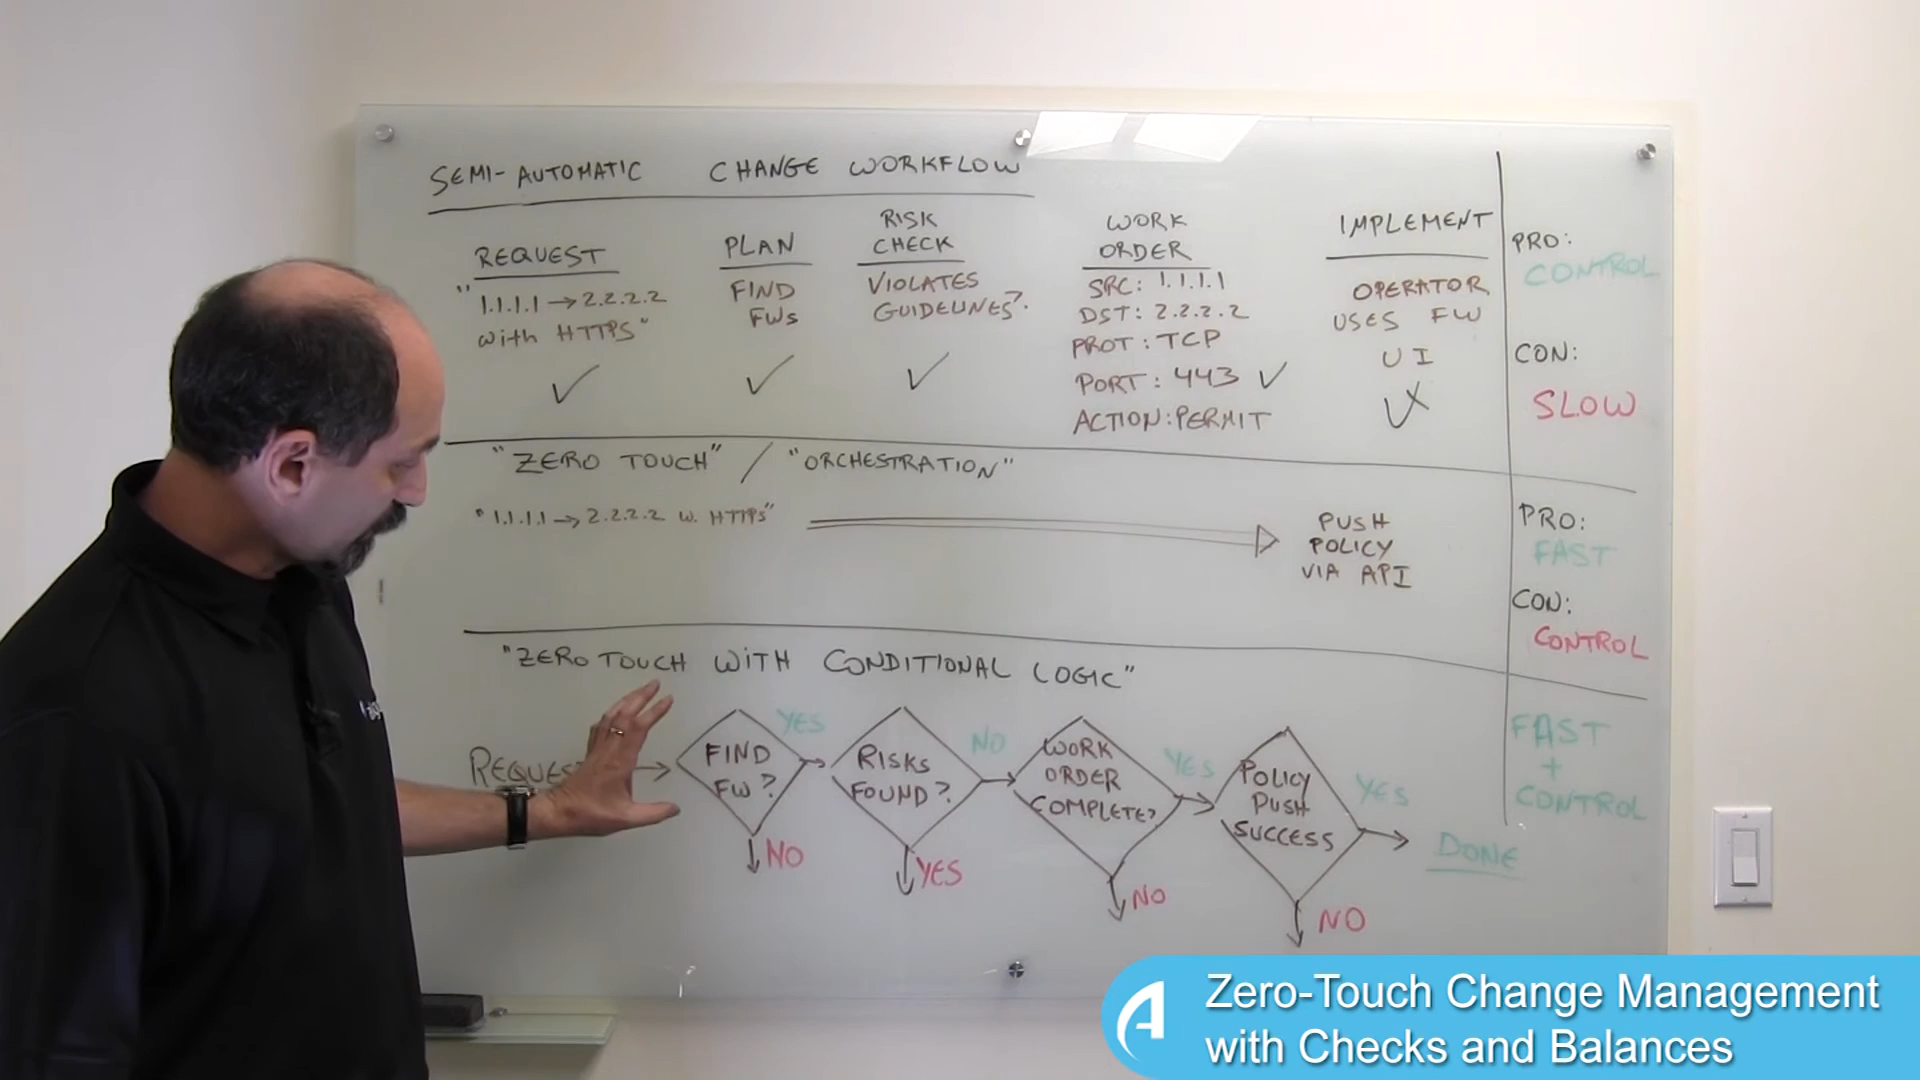 SEMI-AUTOMATIC CHANGE WORKFLOW
REQUEST
"1.1.1.1 → 2.2.2.2
with HTTPS"
✓
PLAN
FIND
FWs
✓
RISK
CHECK
VIOLATES
GUIDELINES?
✓
WORK
ORDER
SRC: 1.1.1.1
DST: 2.2.2.2
PROT: TCP
PORT: 443 ✓
ACTION: PERMIT
IMPLEMENT
OPERATOR
USES FW
UI
PRO:
CONTROL
CON:
SLOW
"ZERO TOUCH" / "ORCHESTRATION"
"1.1.1.1 → 2.2.2.2 w. HTTPS"
PUSH
POLICY
VIA API
PRO:
FAST
CON:
CONTROL
"ZERO TOUCH WITH CONDITIONAL LOGIC"
FIND
FW?
YES
NO
RISKS
FOUND?
NO
YES
WORK
ORDER
COMPLETE?
YES
NO
POLICY
PUSH
SUCCESS
YES
NO
DONE
FAST
+
CONTROL
Zero-Touch Change Management
with Checks and Balances